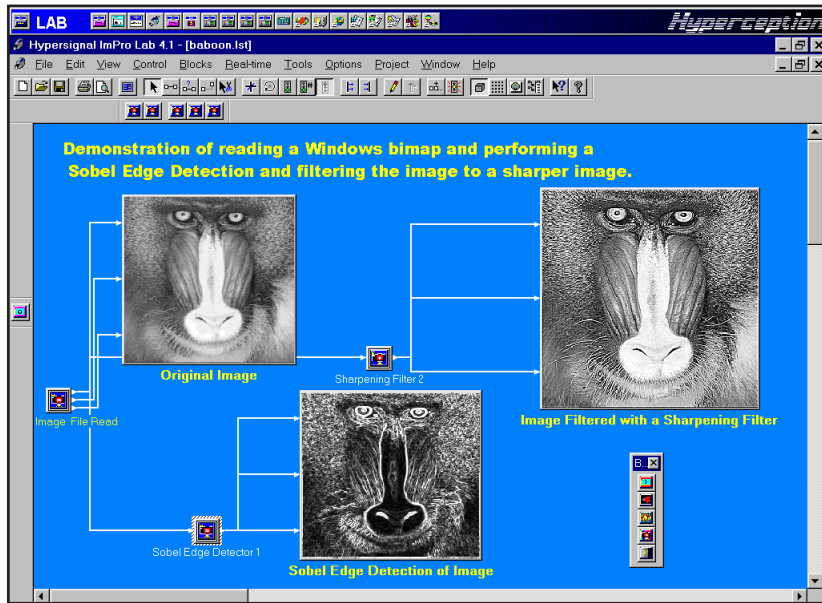 LAB
Hyperception
Hypersignal ImPro Lab 4.1 - [baboon.lst]
File Edit View Control Blocks Real-time Tools Options Project Window Help
Demonstration of reading a Windows bimap and performing a
Sobel Edge Detection and filtering the image to a sharper image.
Original Image
Sharpening Filter 2
Image File Read
Image Filtered with a Sharpening Filter
B...
Sobel Edge Detector 1
Sobel Edge Detection of Image